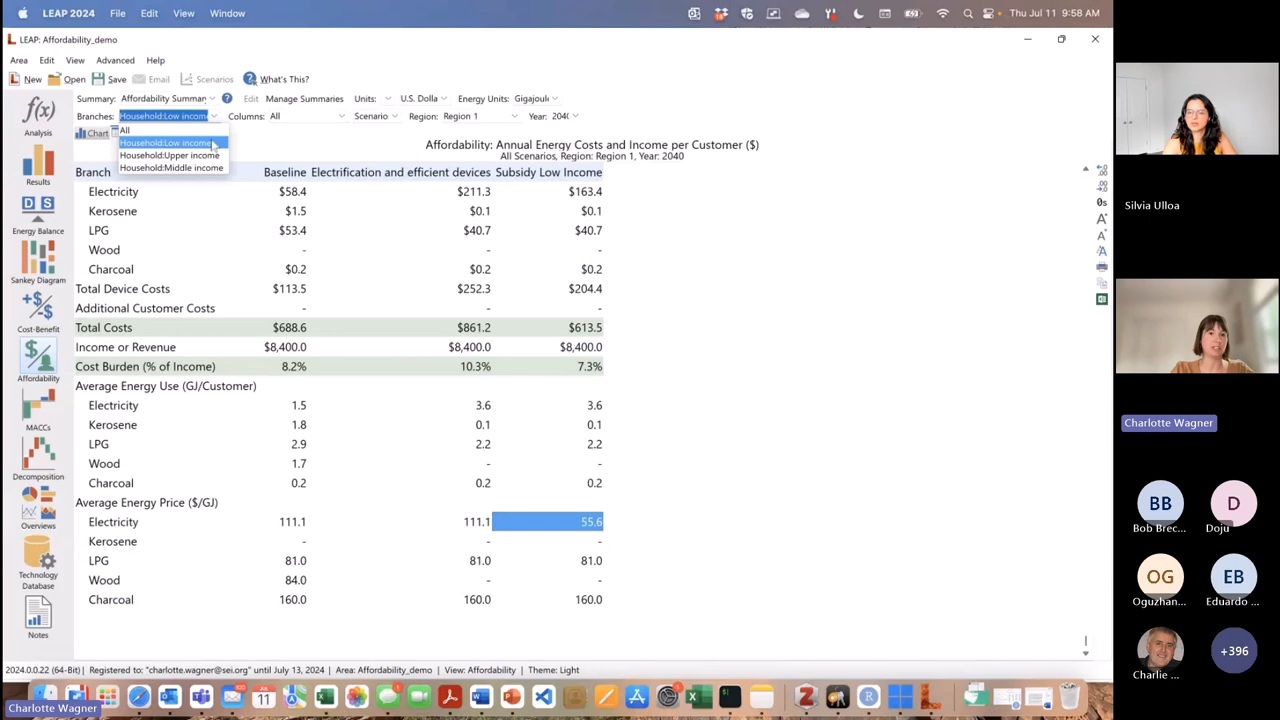 LEAP 2024 File Edit View Window Thu Jul 11 9:58 AM
LEAP: Affordability_demo
Area Edit View Advanced Help
New Open Save Email Scenarios What's This?
Summary: Affordability Summar Edit Manage Summaries Units: U.S. Dolla Energy Units: Gigajoul
Branches: Household:Low incom Columns: All Scenario Region: Region 1 Year: 204
All
Household:Low income
Household:Upper income
Household:Middle income
Chart
Affordability: Annual Energy Costs and Income per Customer ($)
All Scenarios, Region: Region 1, Year: 2040
Branch Baseline Electrification and efficient devices Subsidy Low Income
Electricity $58.4 $211.3 $163.4
Kerosene $1.5 $0.1 $0.1
LPG $53.4 $40.7 $40.7
Wood - - -
Charcoal $0.2 $0.2 $0.2
Total Device Costs $113.5 $252.3 $204.4
Additional Customer Costs - - -
Total Costs $688.6 $861.2 $613.5
Income or Revenue $8,400.0 $8,400.0 $8,400.0
Cost Burden (% of Income) 8.2% 10.3% 7.3%
Average Energy Use (GJ/Customer)
Electricity 1.5 3.6 3.6
Kerosene 1.8 0.1 0.1
LPG 2.9 2.2 2.2
Wood 1.7 - -
Charcoal 0.2 0.2 0.2
Average Energy Price ($/GJ)
Electricity 111.1 111.1 55.6
Kerosene - - -
LPG 81.0 81.0 81.0
Wood 84.0 - -
Charcoal 160.0 160.0 160.0
Analysis
Results
Energy Balance
Sankey Diagram
Cost-Benefit
Affordability
MACCs
Decomposition
Overviews
Technology
Database
Notes
2024.0.0.22 (64-Bit) Registered to: "charlotte.wagner@sei.org" until July 13, 2024 Area: Affordability_demo View: Affordability Theme: Light
Charlotte Wagner
Silvia Ulloa
Charlotte Wagner
BB D
Bob Brec... Doju
OG EB
Oguzhan... Eduardo ...
+396
Charlie ...